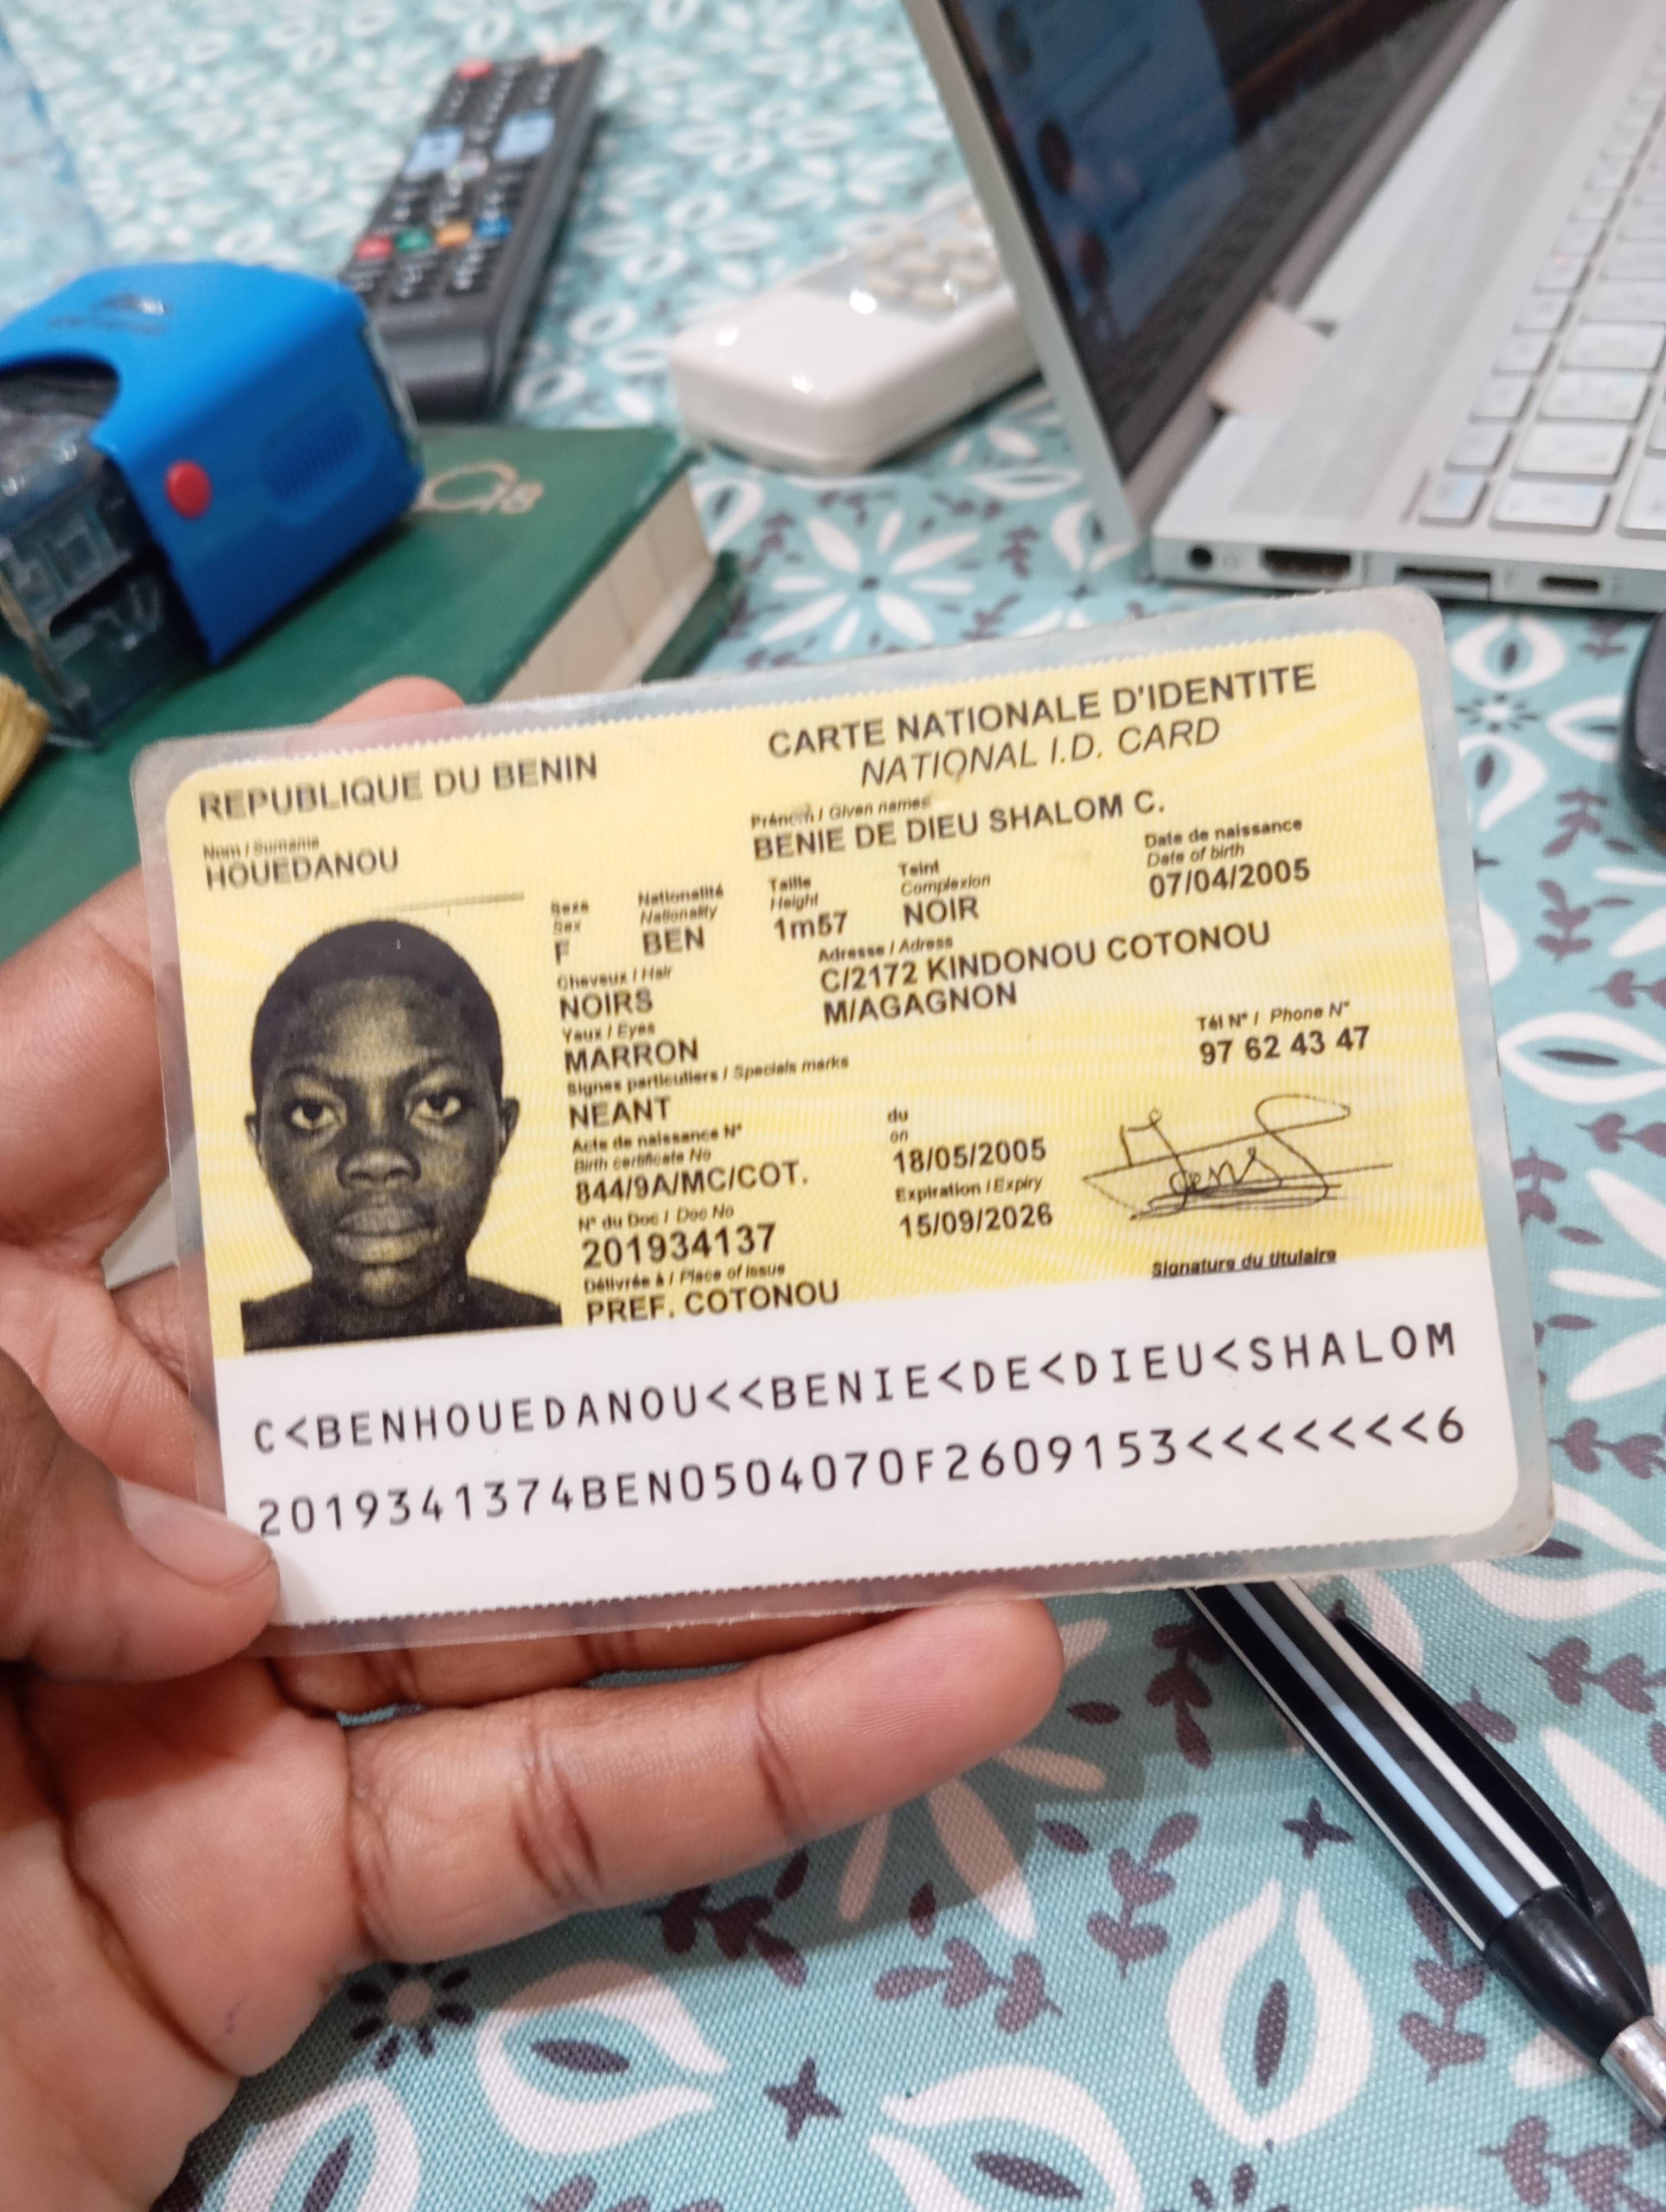 REPUBLIQUE DU BENIN
CARTE NATIONALE D'IDENTITE
NATIONAL I.D. CARD
Nom / Surname
HOUEDANOU
Prénom / Given names
BENIE DE DIEU SHALOM C.
Sexe
Sex
F
Nationalité
Nationality
BEN
Taille
Height
1m57
Teint
Complexion
NOIR
Date de naissance
Date of birth
07/04/2005
Cheveux / Hair
NOIRS
Adresse / Adress
C/2172 KINDONOU COTONOU
M/AGAGNON
Yeux / Eyes
MARRON
Tél N° / Phone N°
97 62 43 47
Signes particuliers / Specials marks
NEANT
Acte de naissance N°
Birth certificate No
844/9A/MC/COT.
du
on
18/05/2005
N° du Doc / Doc No
201934137
Expiration / Expiry
15/09/2026
Délivrée à / Place of issue
PREF. COTONOU
Signature du titulaire
C<BENHOUEDANOU<<BENIE<DE<DIEU<SHALOM
2019341374BEN0504070F2609153<<<<<<<6